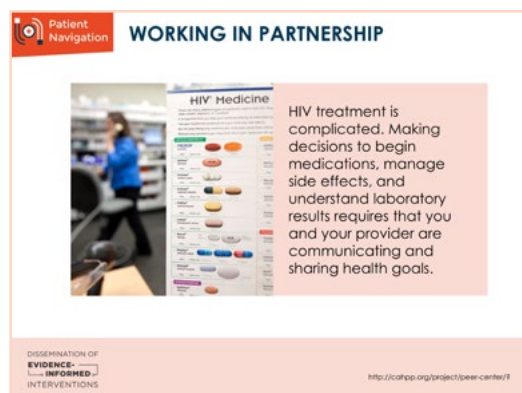 Patient
Navigation
WORKING IN PARTNERSHIP
HIV Medicine
HIV treatment is
complicated. Making
decisions to begin
medications, manage
side effects, and
understand laboratory
results requires that you
and your provider are
communicating and
sharing health goals.
DISSEMINATION OF
EVIDENCE-
INFORMED
INTERVENTIONS
http://cahpp.org/project/peer-center/